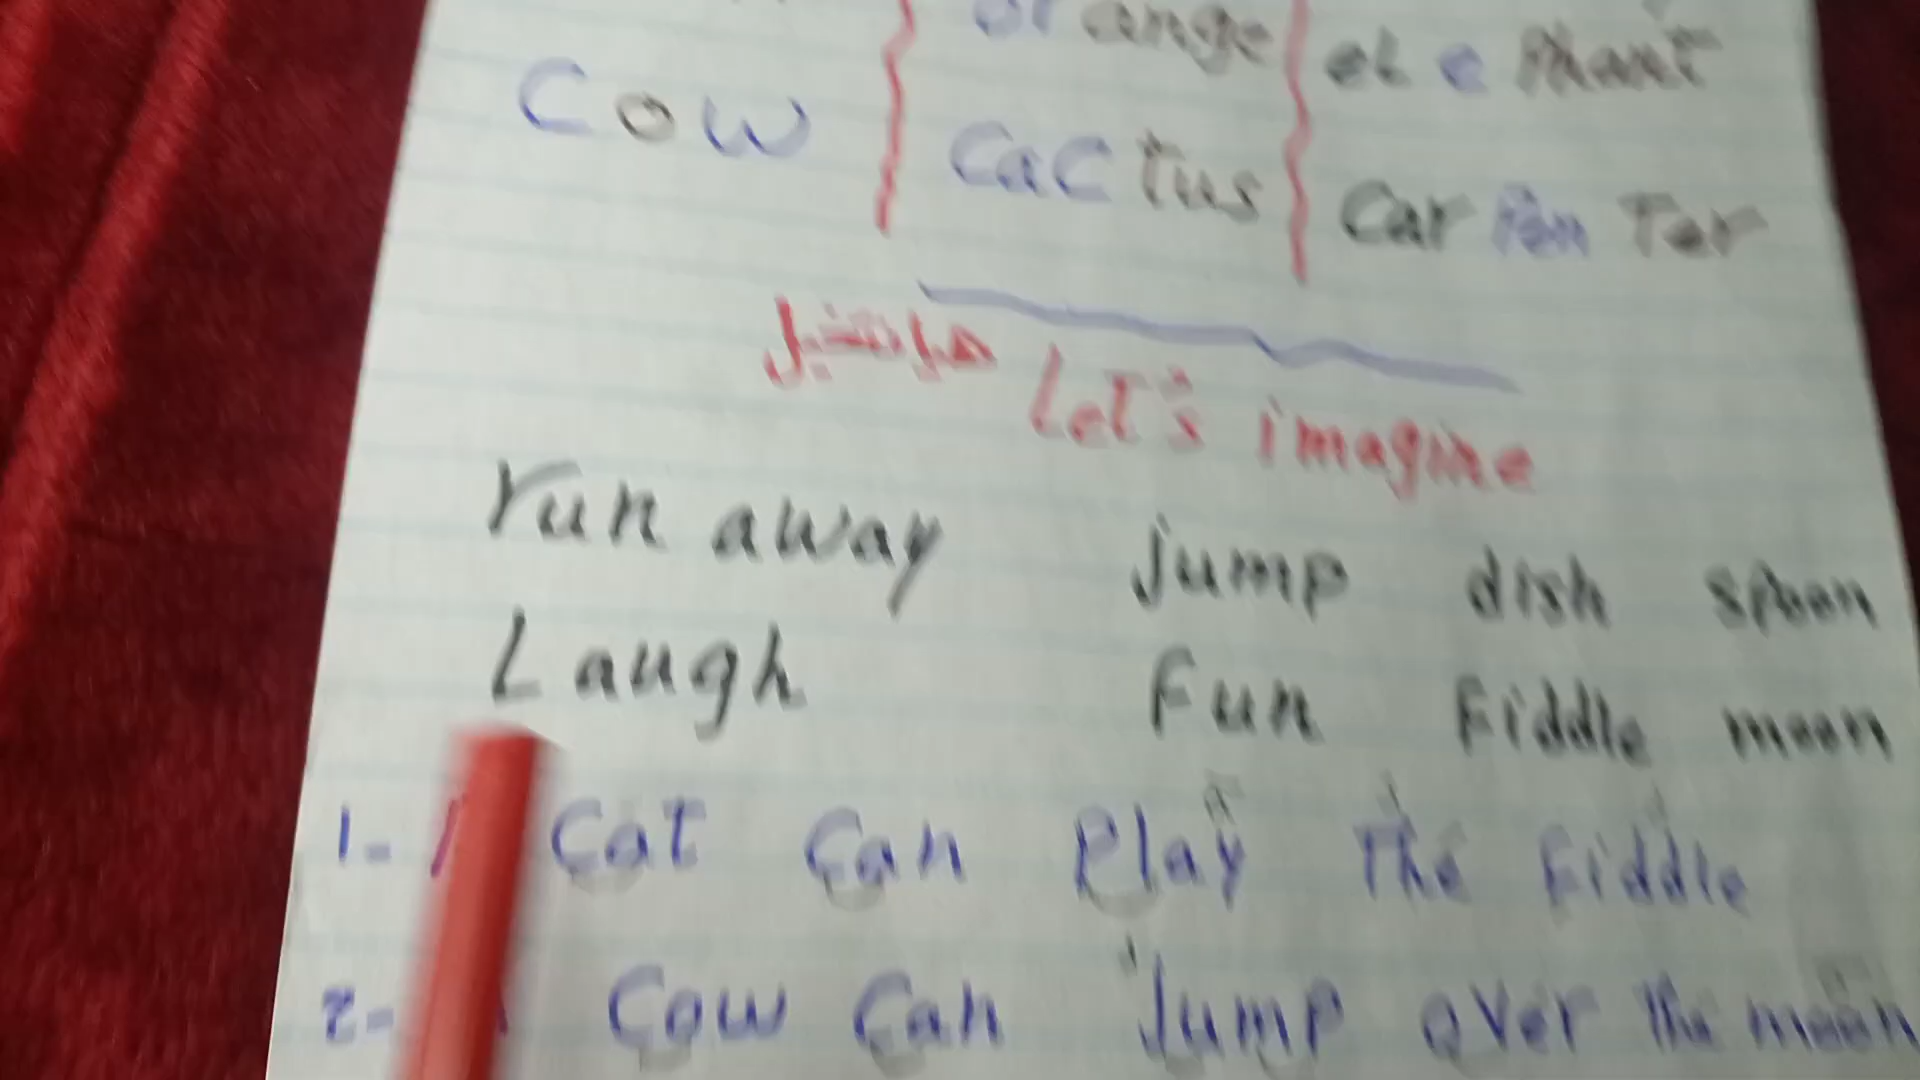 orange el e Phant
Cow CaCtus Car Pen Ter
هيا نتخيل Let's imagine
run away jump dish spoon
Laugh Fun Fiddle moon
1- A Cat Can Play The Fiddle
2- Cow Can Jump over the moon